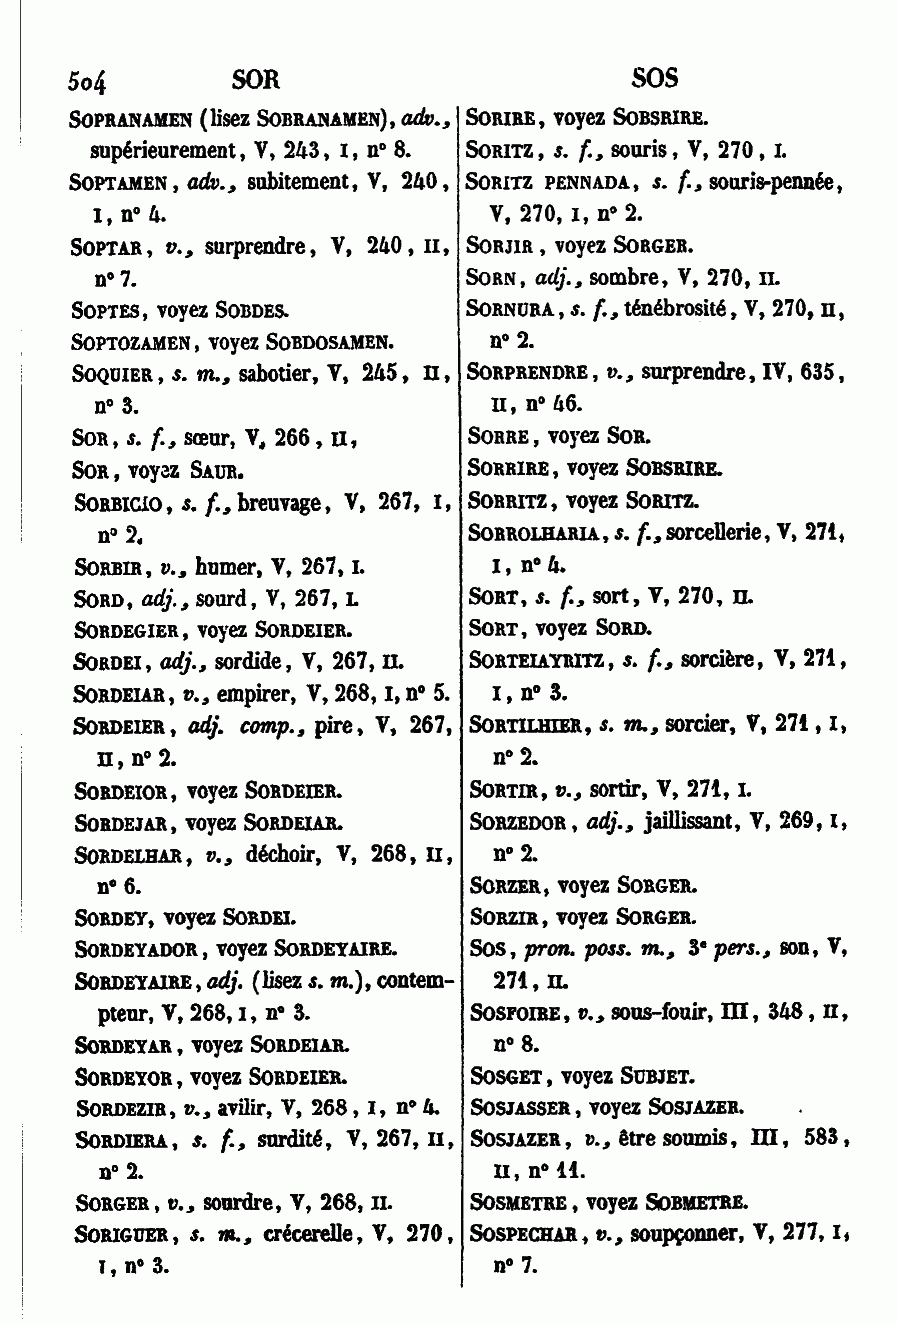 504 SOR SOS
SOPRANAMEN (lisez SOBRANAMEN), adv.,
supérieurement, V, 243, I, n° 8.
SOPTAMEN, adv., subitement, V, 240,
I, n° 4.
SOPTAR, v., surprendre, V, 240, II,
n° 7.
SOPTES, voyez SOBDES.
SOPTOZAMEN, voyez SOBDOSAMEN.
SOQUIER, s. m., sabotier, V, 245, II,
n° 3.
SOR, s. f., sœur, V, 266, II,
SOR, voyez SAUR.
SORBICIO, s. f., breuvage, V, 267, I,
n° 2.
SORBIR, v., humer, V, 267, I.
SORD, adj., sourd, V, 267, I.
SORDEGIER, voyez SORDEIER.
SORDEI, adj., sordide, V, 267, II.
SORDEIAR, v., empirer, V, 268, I, n° 5.
SORDEIER, adj. comp., pire, V, 267,
II, n° 2.
SORDEIOR, voyez SORDEIER.
SORDEJAR, voyez SORDEIAR.
SORDELHAR, v., déchoir, V, 268, II,
n° 6.
SORDEY, voyez SORDEI.
SORDEYADOR, voyez SORDEYAIRE.
SORDEYAIRE, adj. (lisez s. m.), contem-
pteur, V, 268, I, n° 3.
SORDEYAR, voyez SORDEIAR.
SORDEYOR, voyez SORDEIER.
SORDEZIR, v., avilir, V, 268, I, n° 4.
SORDIERA, s. f., surdité, V, 267, II,
n° 2.
SORGER, v., sourdre, V, 268, II.
SORIGUER, s. m., crécerelle, V, 270,
I, n° 3.
SORIRE, voyez SOBSRIRE.
SORITZ, s. f., souris, V, 270, I.
SORITZ PENNADA, s. f., souris-pennée,
V, 270, I, n° 2.
SORJIR, voyez SORGER.
SORN, adj., sombre, V, 270, II.
SORNURA, s. f., ténébrosité, V, 270, II,
n° 2.
SORPRENDRE, v., surprendre, IV, 635,
II, n° 46.
SORRE, voyez SOR.
SORRIRE, voyez SOBSRIRE.
SORRITZ, voyez SORITZ.
SORROLHARIA, s. f., sorcellerie, V, 271,
I, n° 4.
SORT, s. f., sort, V, 270, II.
SORT, voyez SORD.
SORTEIAYRITZ, s. f., sorcière, V, 271,
I, n° 3.
SORTILHIER, s. m., sorcier, V, 271, I,
n° 2.
SORTIR, v., sortir, V, 271, I.
SORZEDOR, adj., jaillissant, V, 269, I,
n° 2.
SORZER, voyez SORGER.
SORZIR, voyez SORGER.
SOS, pron. poss. m., 3e pers., son, V,
271, II.
SOSFOIRE, v., sous-fouir, III, 348, II,
n° 8.
SOSGET, voyez SUBJET.
SOSJASSER, voyez SOSJAZER.
SOSJAZER, v., être soumis, III, 583,
II, n° 11.
SOSMETRE, voyez SOBMETRE.
SOSPECHAR, v., soupçonner, V, 277, I,
n° 7.